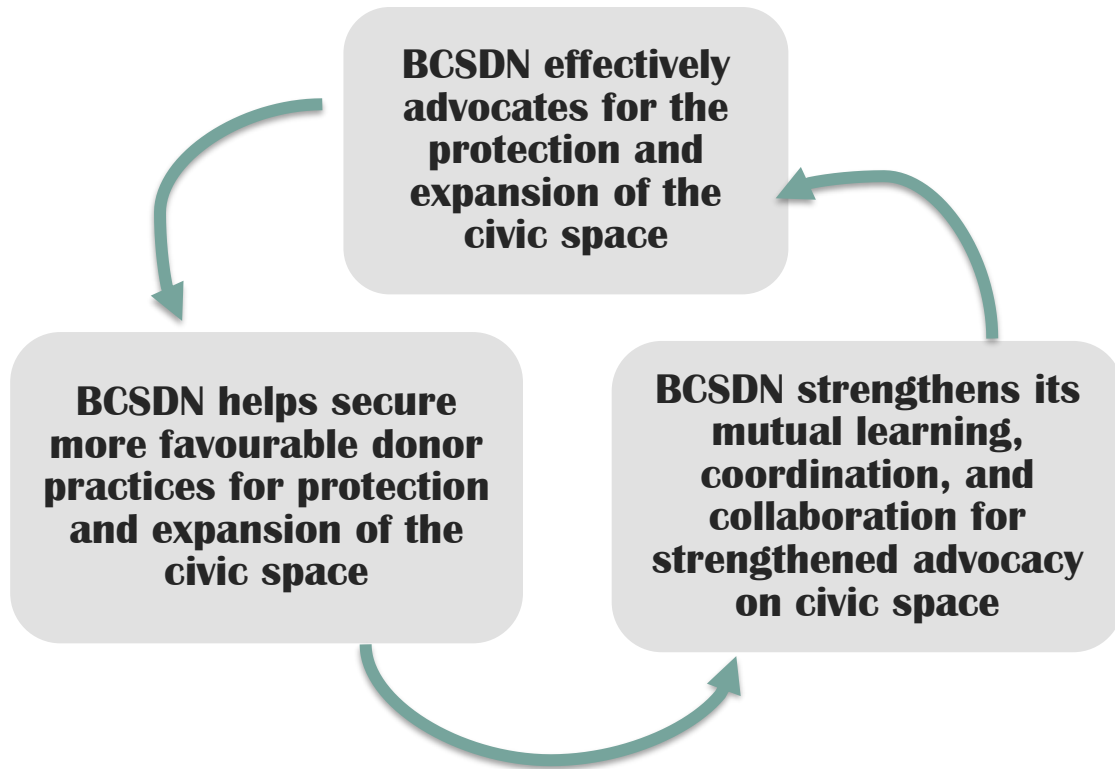 BCSDN effectively
advocates for the
protection and
expansion of the
civic space
BCSDN helps secure
more favourable donor
practices for protection
and expansion of the
civic space
BCSDN strengthens its
mutual learning,
coordination, and
collaboration for
strengthened advocacy
on civic space